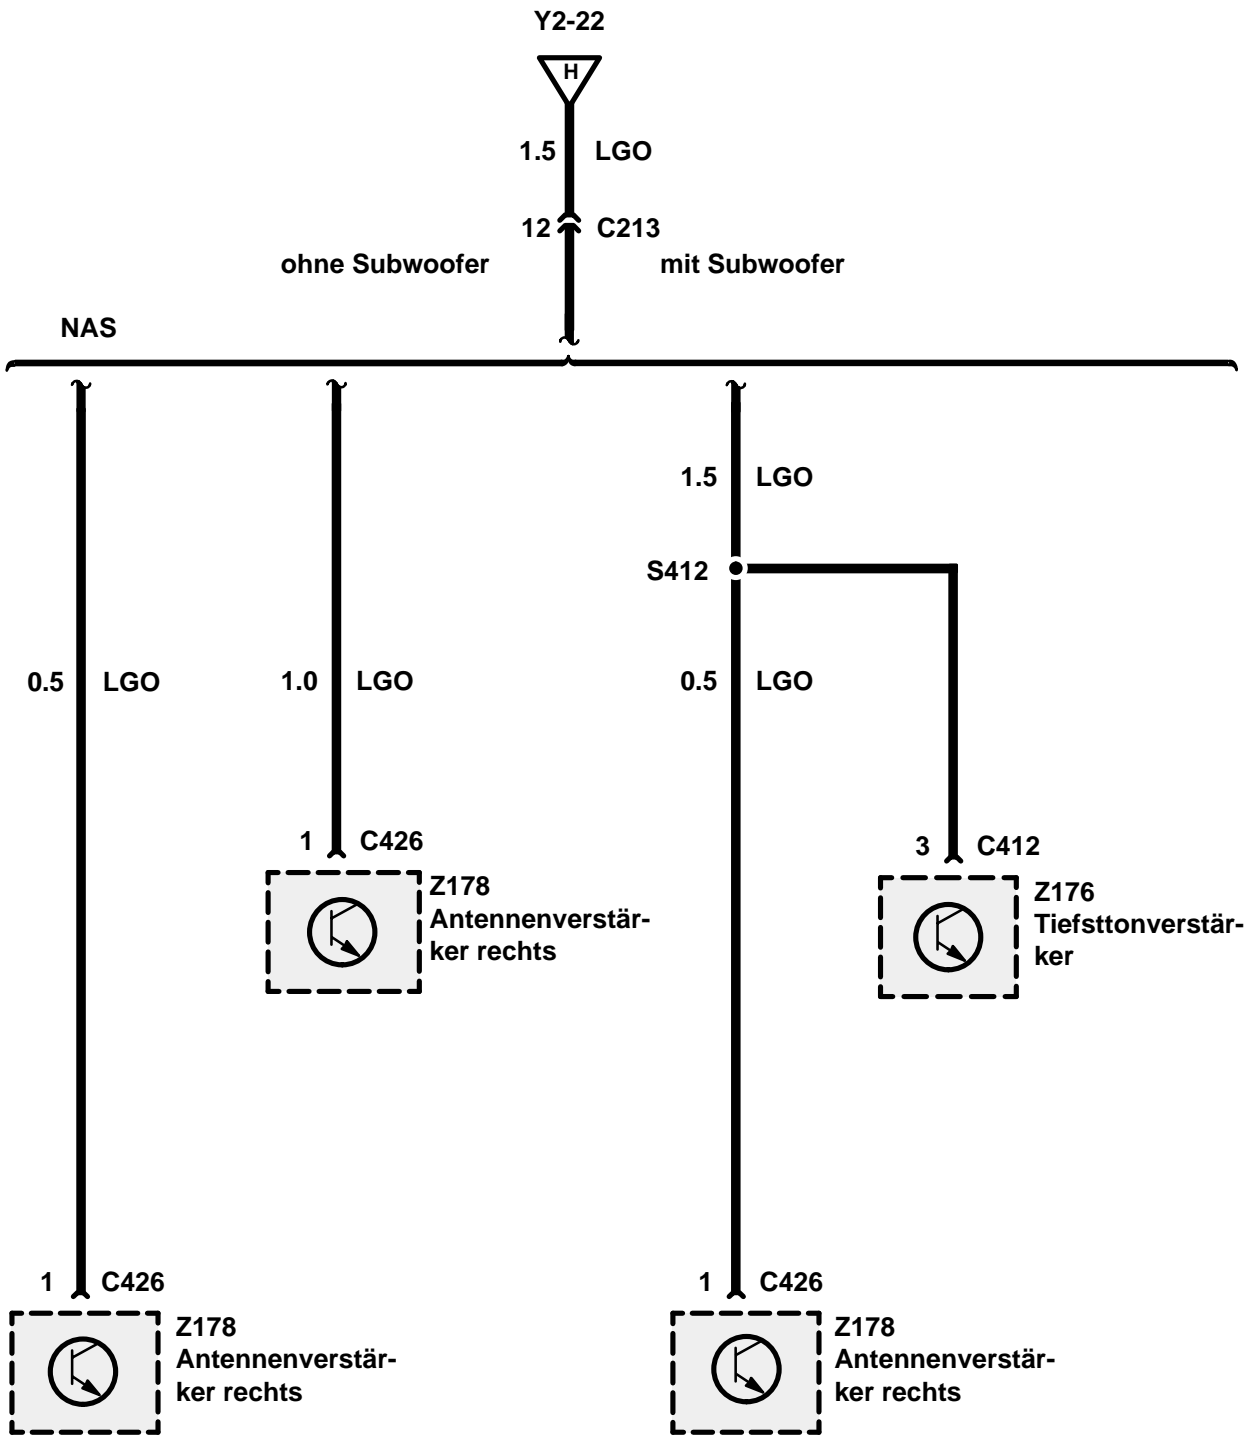 Y2-22
H
1.5 LGO
12 C213
ohne Subwoofer mit Subwoofer
NAS
1.5 LGO
S412
0.5 LGO 1.0 LGO 0.5 LGO
1 C426
3 C412
Z178
Antennenverstär-
ker rechts
Z176
Tiefsttonverstär-
ker
1 C426
1 C426
Z178
Antennenverstär-
ker rechts
Z178
Antennenverstär-
ker rechts